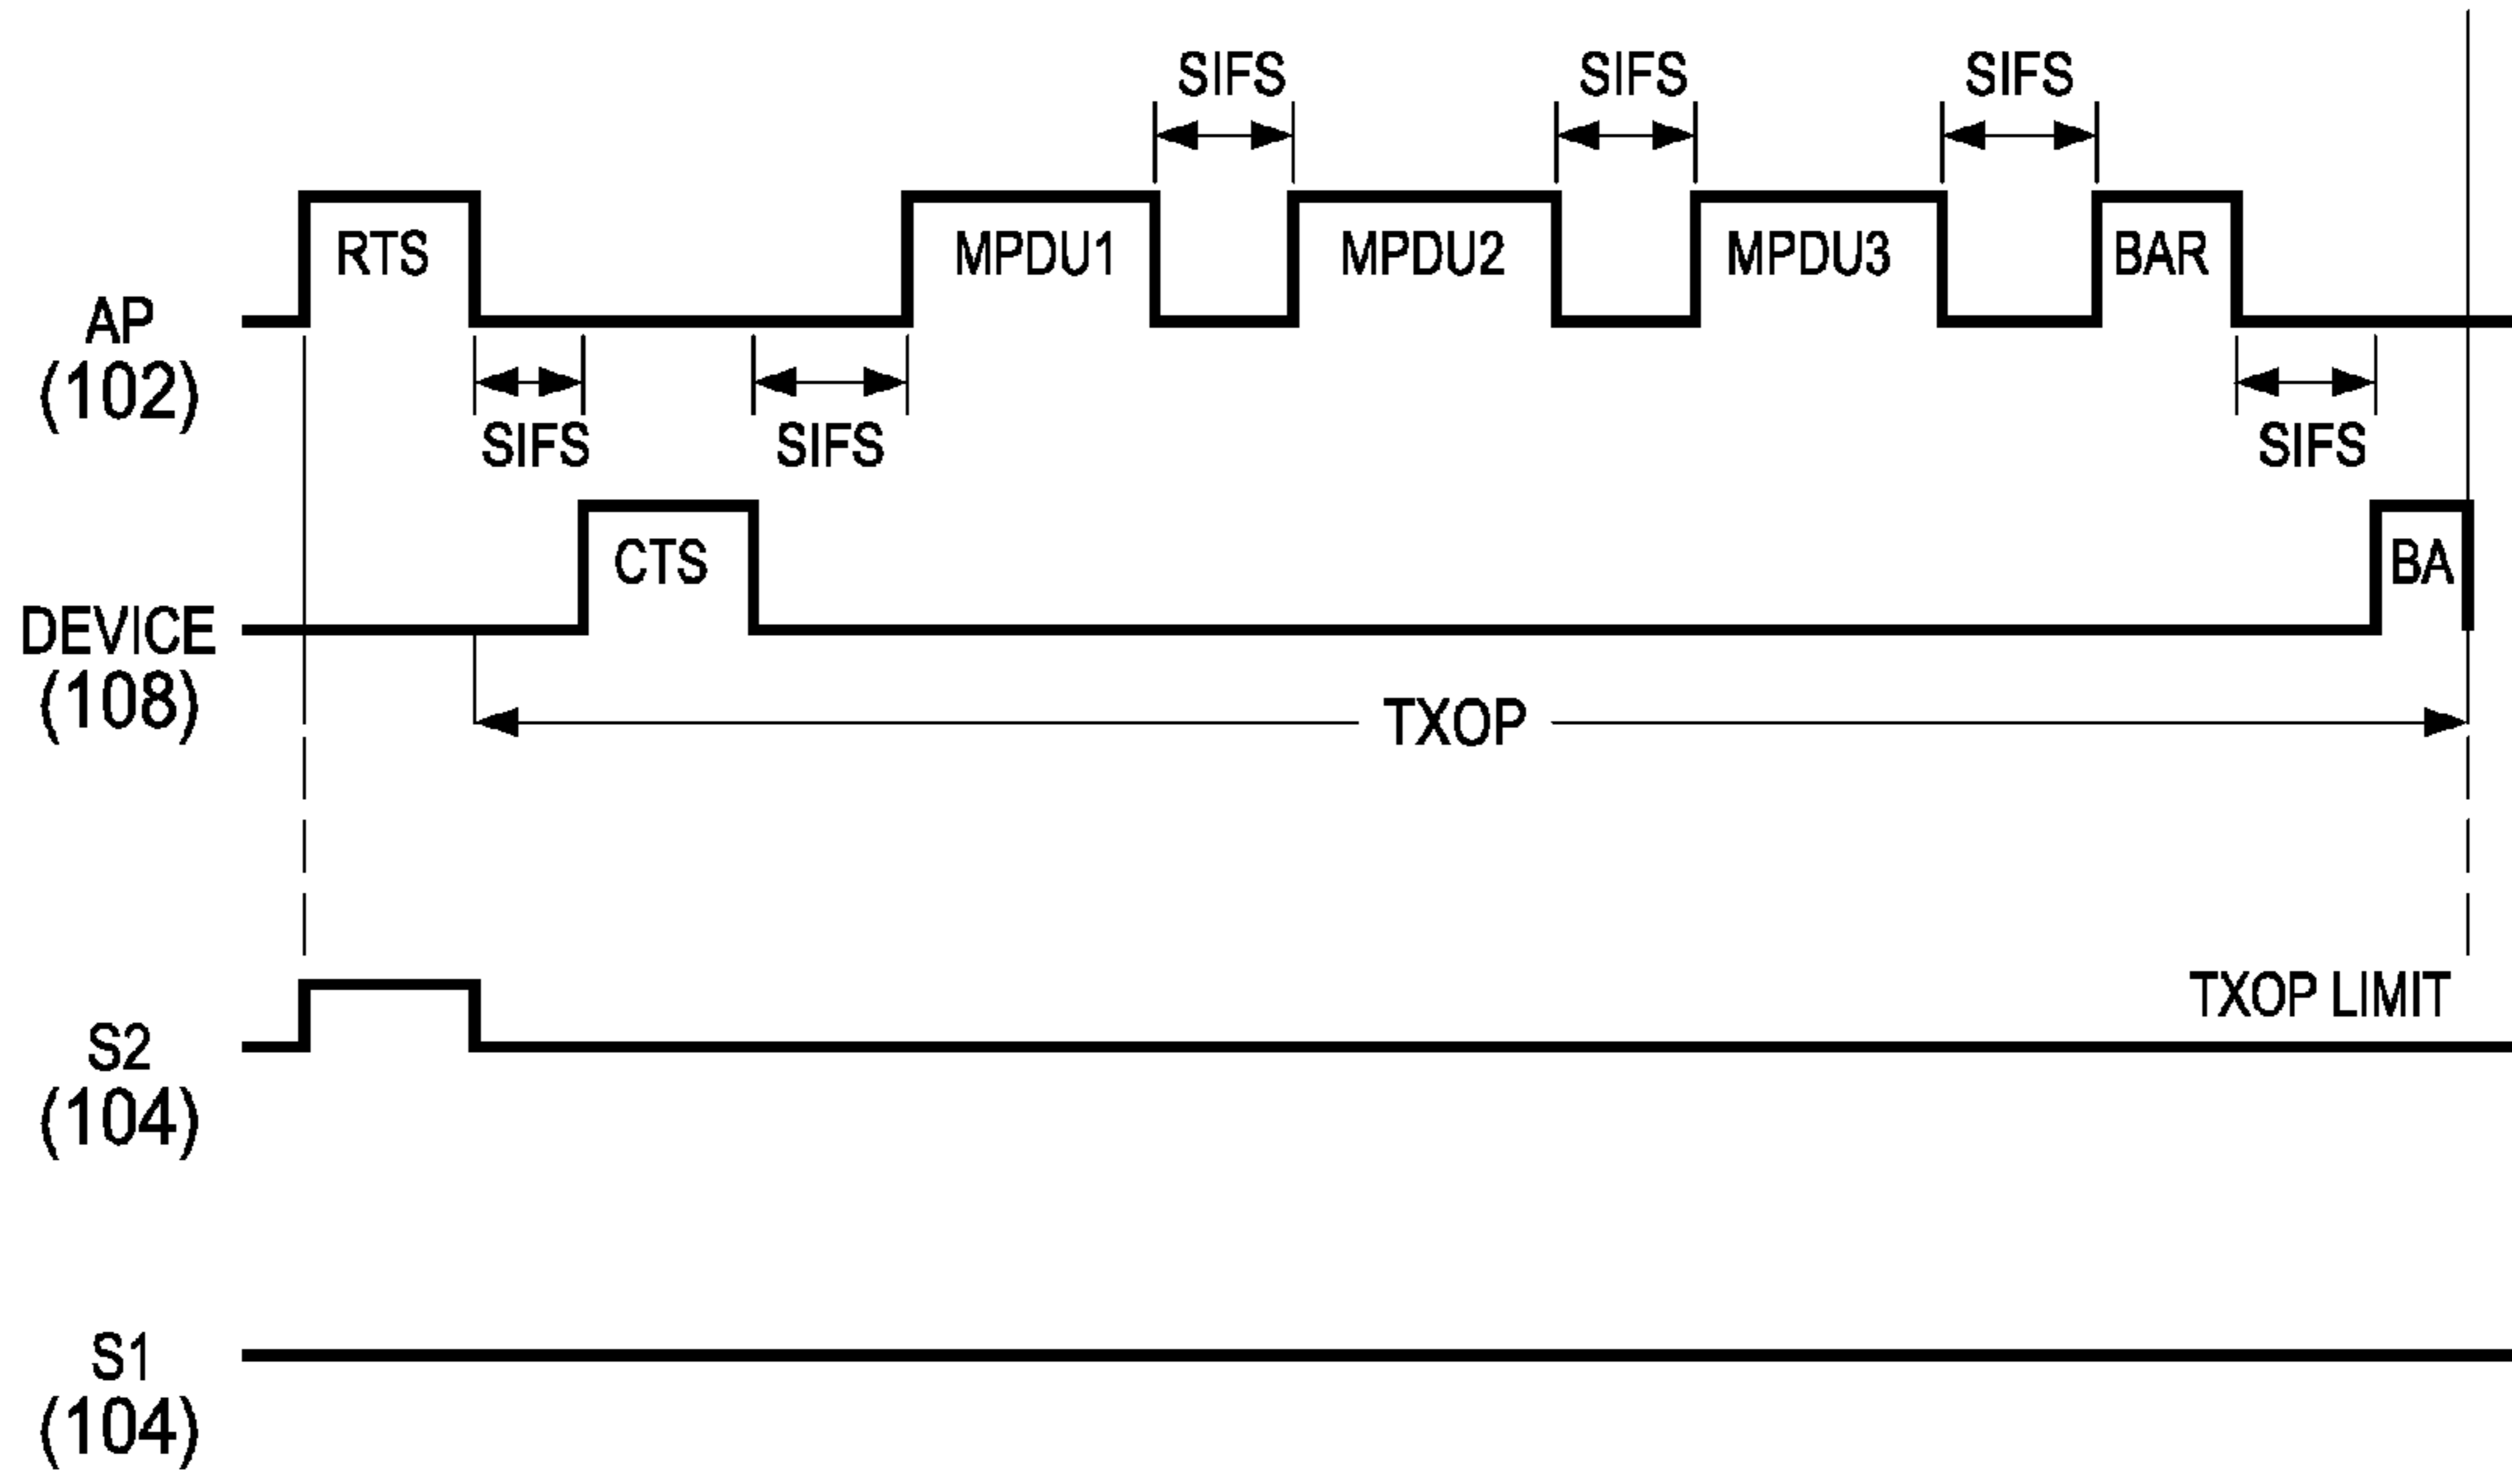 SIFS SIFS SIFS
RTS MPDU1 MPDU2 MPDU3 BAR
AP
(102)
SIFS SIFS SIFS
CTS BA
DEVICE
(108)
TXOP
TXOP LIMIT
S2
(104)
S1
(104)